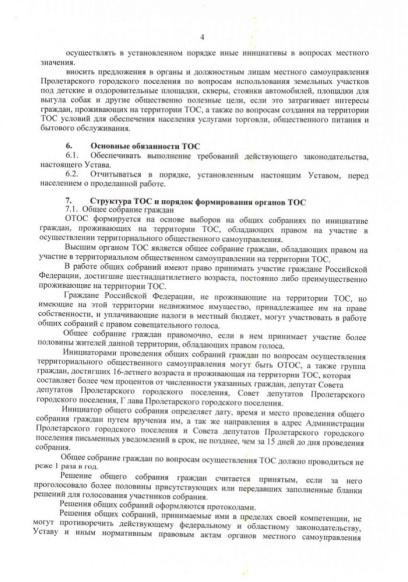 4
осуществлять в установленном порядке иные инициативы в вопросах местного
значения.
вносить предложения в органы и должностным лицам местного самоуправления
Пролетарского городского поселения по вопросам использования земельных участков
под детские и оздоровительные площадки, скверы, стоянки автомобилей, площадки для
выгула собак и другие общественно полезные цели, если это затрагивает интересы
граждан, проживающих на территории ТОС, а также по вопросам создания на территории
ТОС условий для обеспечения населения услугами торговли, общественного питания и
бытового обслуживания.
6. Основные обязанности ТОС
6.1. Обеспечивать выполнение требований действующего законодательства,
настоящего Устава.
6.2. Отчитываться в порядке, установленным настоящим Уставом, перед
населением о проделанной работе.
7. Структура ТОС и порядок формирования органов ТОС
7.1. Общее собрание граждан
ОТОС формируется на основе выборов на общих собраниях по инициативе
граждан, проживающих на территории ТОС, обладающих правом на участие в
осуществлении территориального общественного самоуправления.
Высшим органом ТОС является общее собрание граждан, обладающих правом на
участие в территориальном общественном самоуправлении на территории ТОС.
В работе общих собраний имеют право принимать участие граждане Российской
Федерации, достигшие шестнадцатилетнего возраста, постоянно либо преимущественно
проживающие на территории ТОС.
Граждане Российской Федерации, не проживающие на территории ТОС, но
имеющие на этой территории недвижимое имущество, принадлежащее им на праве
собственности, и уплачивающие налоги в местный бюджет, могут участвовать в работе
общих собраний с правом совещательного голоса.
Общее собрание граждан правомочно, если в нем принимает участие более
половины жителей данной территории, обладающих правом голоса.
Инициаторами проведения общих собраний граждан по вопросам осуществления
территориального общественного самоуправления могут быть ОТОС, а также группа
граждан, достигших 16-летнего возраста и проживающая на территории ТОС, которая
составляет более чем процентов от численности указанных граждан, депутат Совета
депутатов Пролетарского городского поселения, Совет депутатов Пролетарского
городского поселения, Г лава Пролетарского городского поселения.
Инициатор общего собрания определяет дату, время и место проведения общего
собрания граждан путем вручения им, а так же направления в адрес Администрации
Пролетарского городского поселения и Совета депутатов Пролетарского городского
поселения письменных уведомлений в срок, не позднее, чем за 15 дней до дня проведения
собрания.
Общее собрание граждан по вопросам осуществления ТОС должно проводиться не
реже 1 раза в год.
Решение общего собрания граждан считается принятым, если за него
проголосовало более половины присутствующих или передавших заполненные бланки
решений для голосования участников собрания.
Решения общих собраний оформляются протоколами.
Решения общих собраний, принимаемые ими в пределах своей компетенции, не
могут противоречить действующему федеральному и областному законодательству,
Уставу и иным нормативным правовым актам органов местного самоуправления